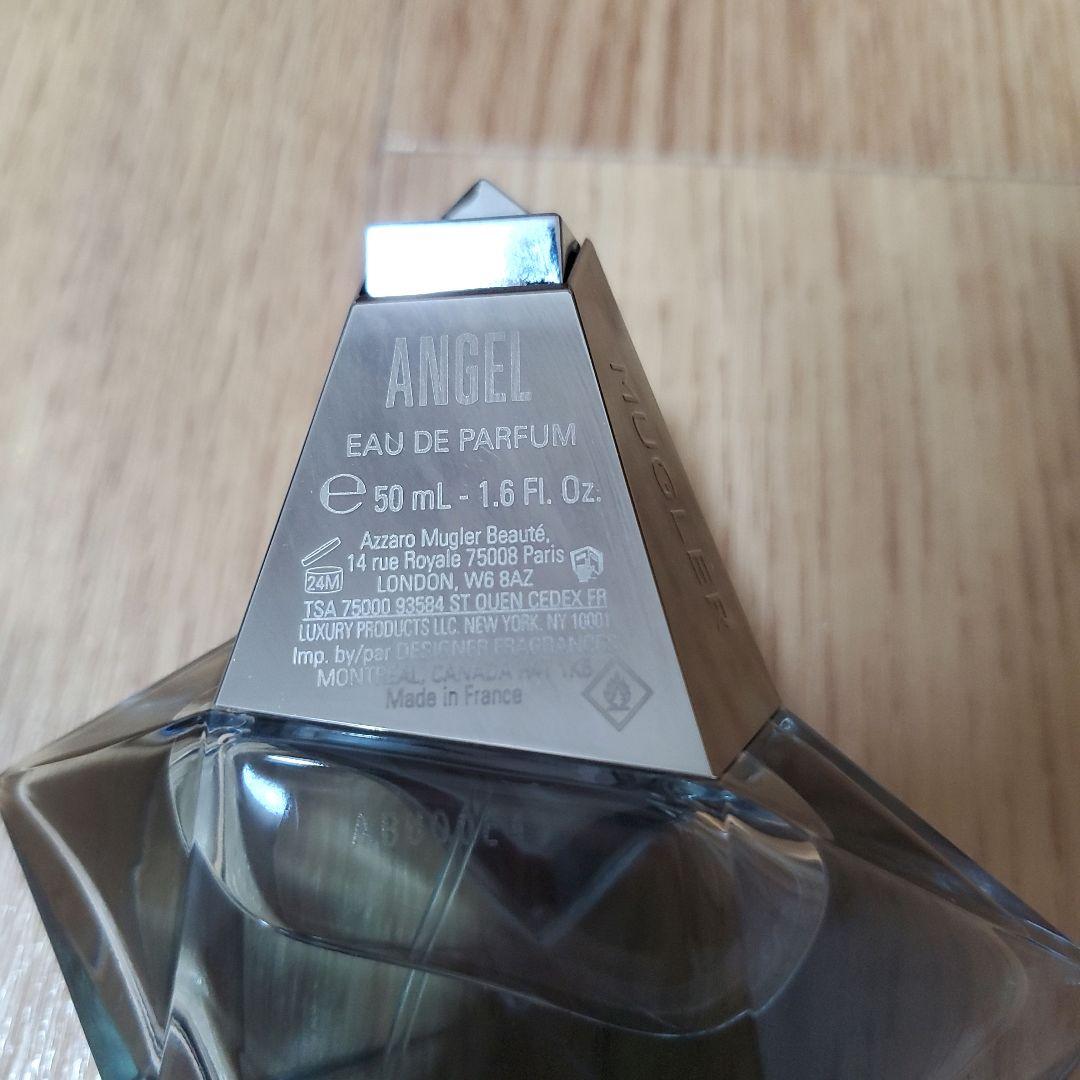 ANGEL
EAU DE PARFUM
℮ 50 mL - 1.6 Fl. Oz.
Azzaro Mugler Beauté,
14 rue Royale 75008 Paris
24M
LONDON, W6 8AZ
TSA 75000 93584 ST OUEN CEDEX FR
LUXURY PRODUCTS LLC. NEW YORK. NY 10001
Imp. by/par DESIGNER FRAGRANCES
MONTREAL, CANADA H4T 1K5
Made in France
MUGLER